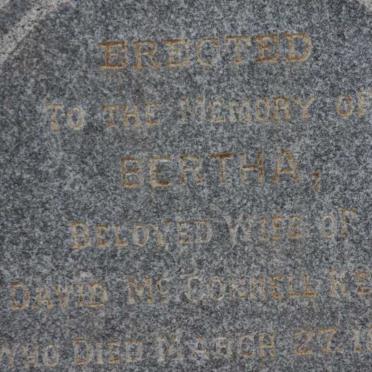 ERECTED
TO THE MEMORY OF
BERTHA,
BELOVED WIFE OF
DAVID MCCONNELL
WHO DIED MARCH 27